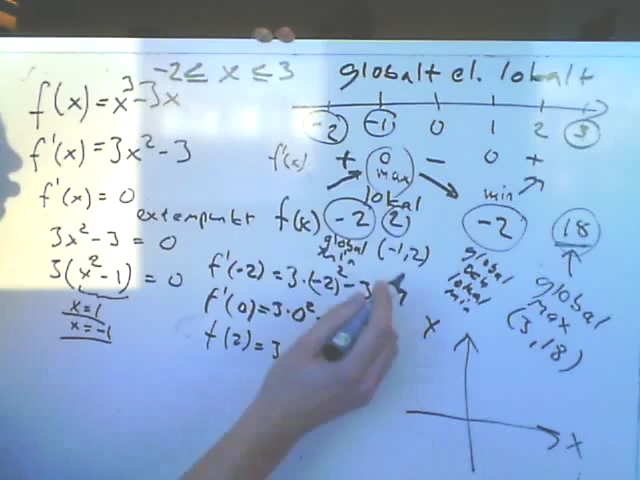 -2 ≤ x ≤ 3 globalt el. lokalt
f(x) = x³-3x
-2 -1 0 1 2 3
f'(x) = 3x² - 3
f'(x) + 0 - 0 +
max min
f'(x) = 0
lokal
extempunkt f(x) -2 2 -2 18
3x² - 3 = 0
global min (-1,2)
global och lokal min
global max (3,18)
3(x² - 1) = 0
x = 1
x = -1
f'(-2) = 3·(-2)² - 3
f'(0) = 3·0²
f'(2) = 3
x
x